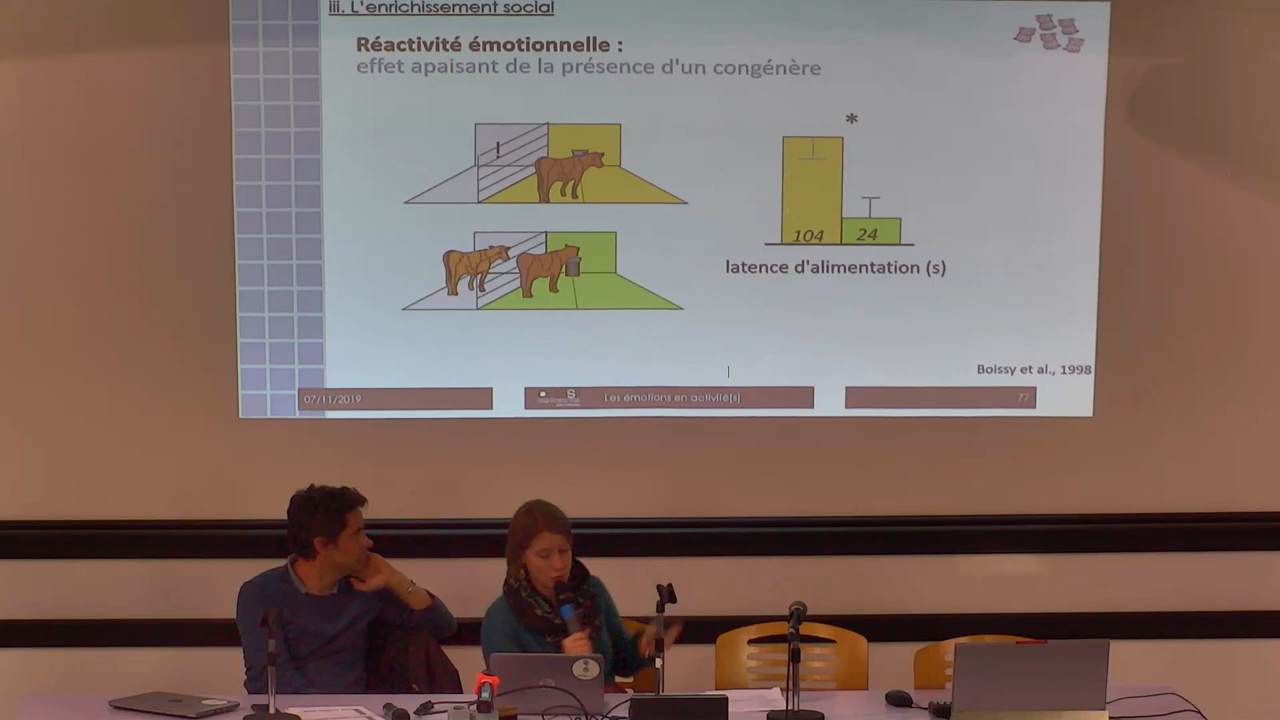 iii. L'enrichissement social
Réactivité émotionnelle :
effet apaisant de la présence d'un congénère
!
*
104 24
latence d'alimentation (s)
Boissy et al., 1998
07/11/2019
Les émotions en activité[s]
77